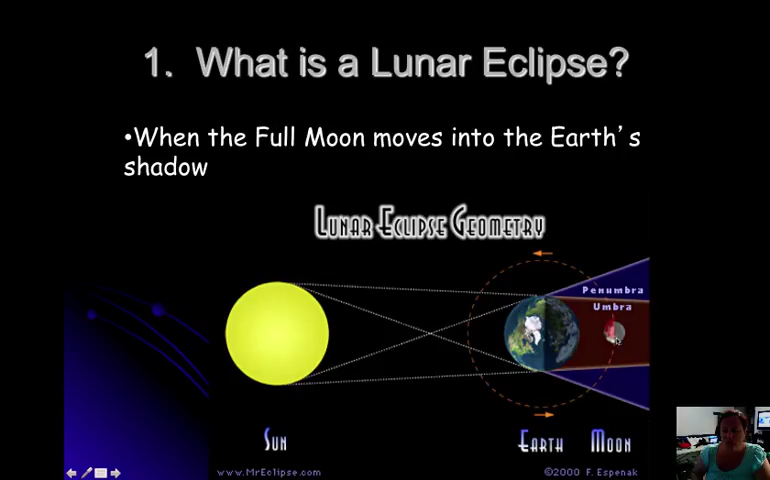 1. What is a Lunar Eclipse?
•When the Full Moon moves into the Earth’s
shadow
Lunar Eclipse Geometry
Penumbra
Umbra
Sun
Earth Moon
www.MrEclipse.com
©2000 F. Espenak